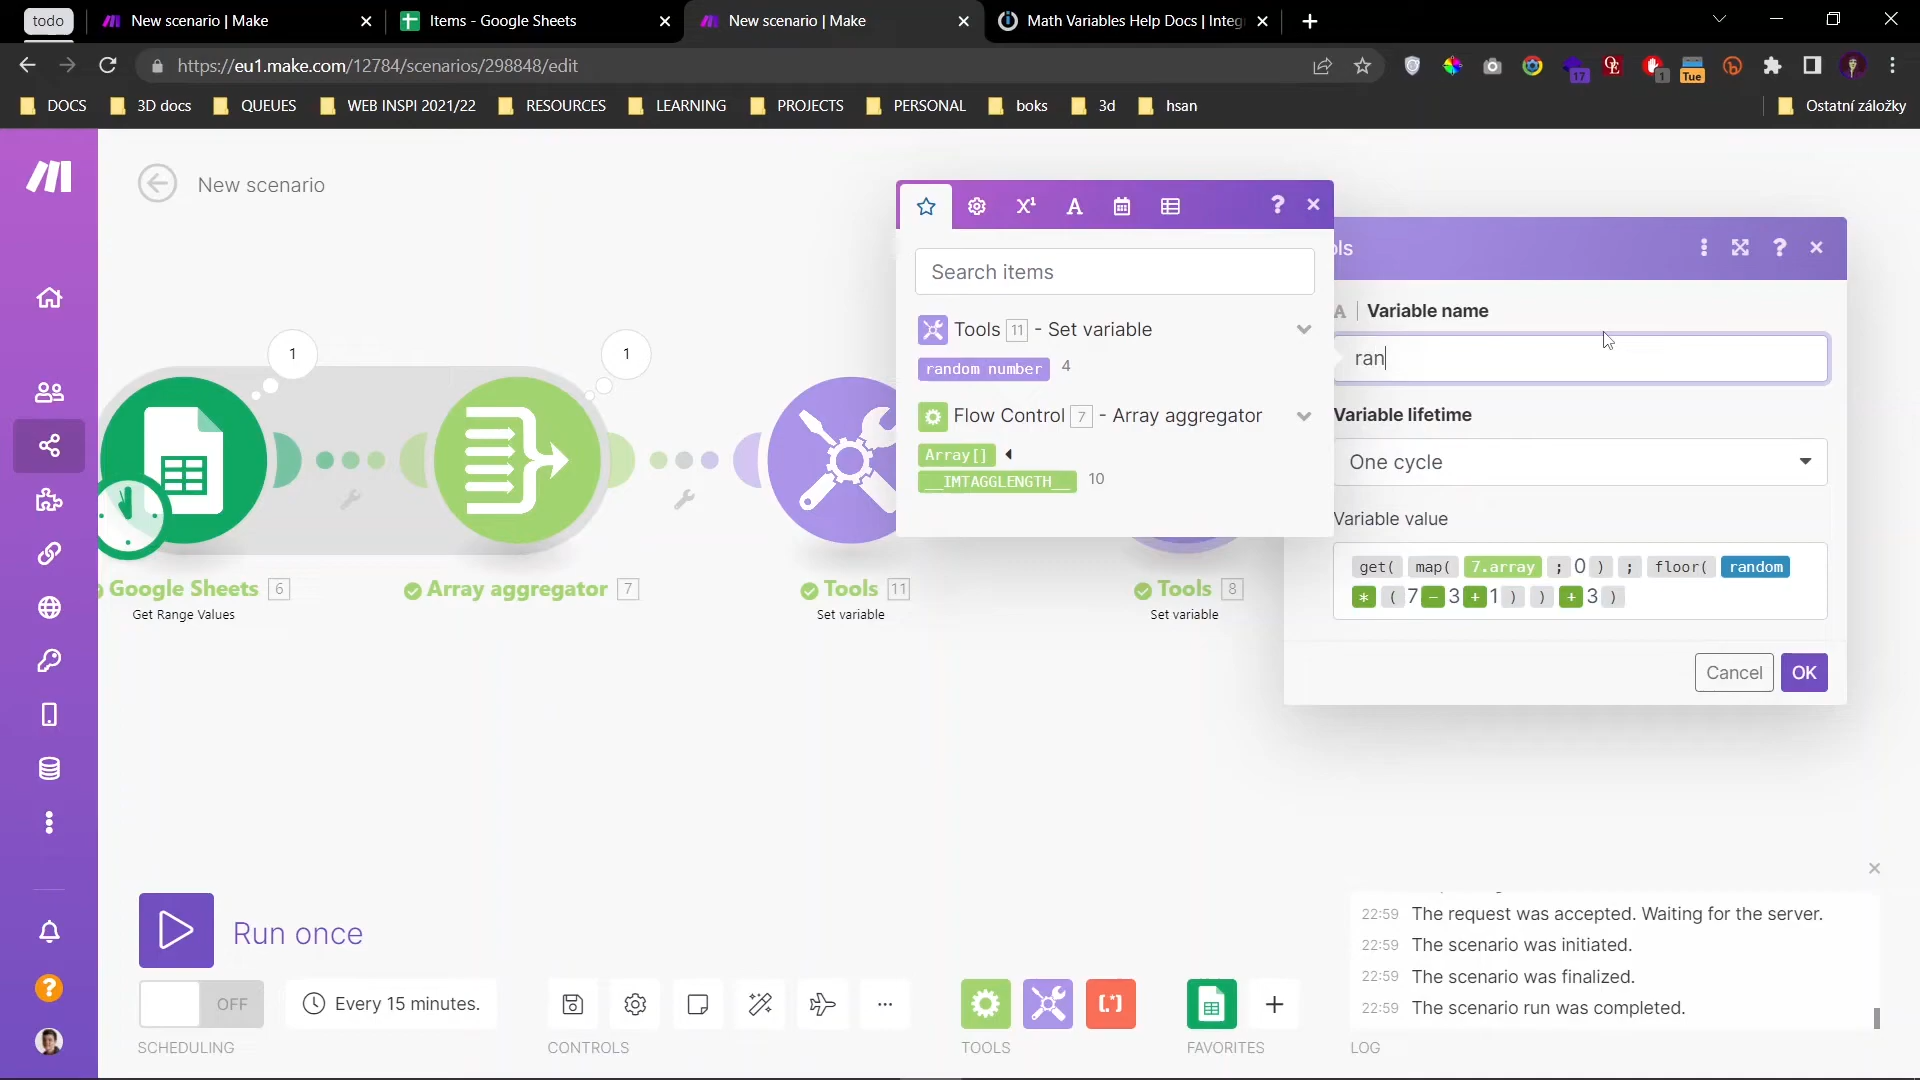 todo
New scenario | Make
Items - Google Sheets
New scenario | Make
Math Variables Help Docs | Integ
https://eu1.make.com/12784/scenarios/298848/edit
17
1
Tue
DOCS
3D docs
QUEUES
WEB INSPI 2021/22
RESOURCES
LEARNING
PROJECTS
PERSONAL
boks
3d
hsan
Ostatní záložky
New scenario
Search items
Tools 11 - Set variable
random number 4
Flow Control 7 - Array aggregator
Array[]
__IMTAGGLENGTH__ 10
ols
A Variable name
ran
Variable lifetime
One cycle
Variable value
get( map( 7.array ; 0 ) ; floor( random
* ( 7 - 3 + 1 ) ) + 3 )
Cancel
OK
1
1
Google Sheets 6
Get Range Values
Array aggregator 7
Tools 11
Set variable
Tools 8
Set variable
Run once
OFF
Every 15 minutes.
SCHEDULING
CONTROLS
TOOLS
FAVORITES
LOG
22:59 The request was accepted. Waiting for the server.
22:59 The scenario was initiated.
22:59 The scenario was finalized.
22:59 The scenario run was completed.